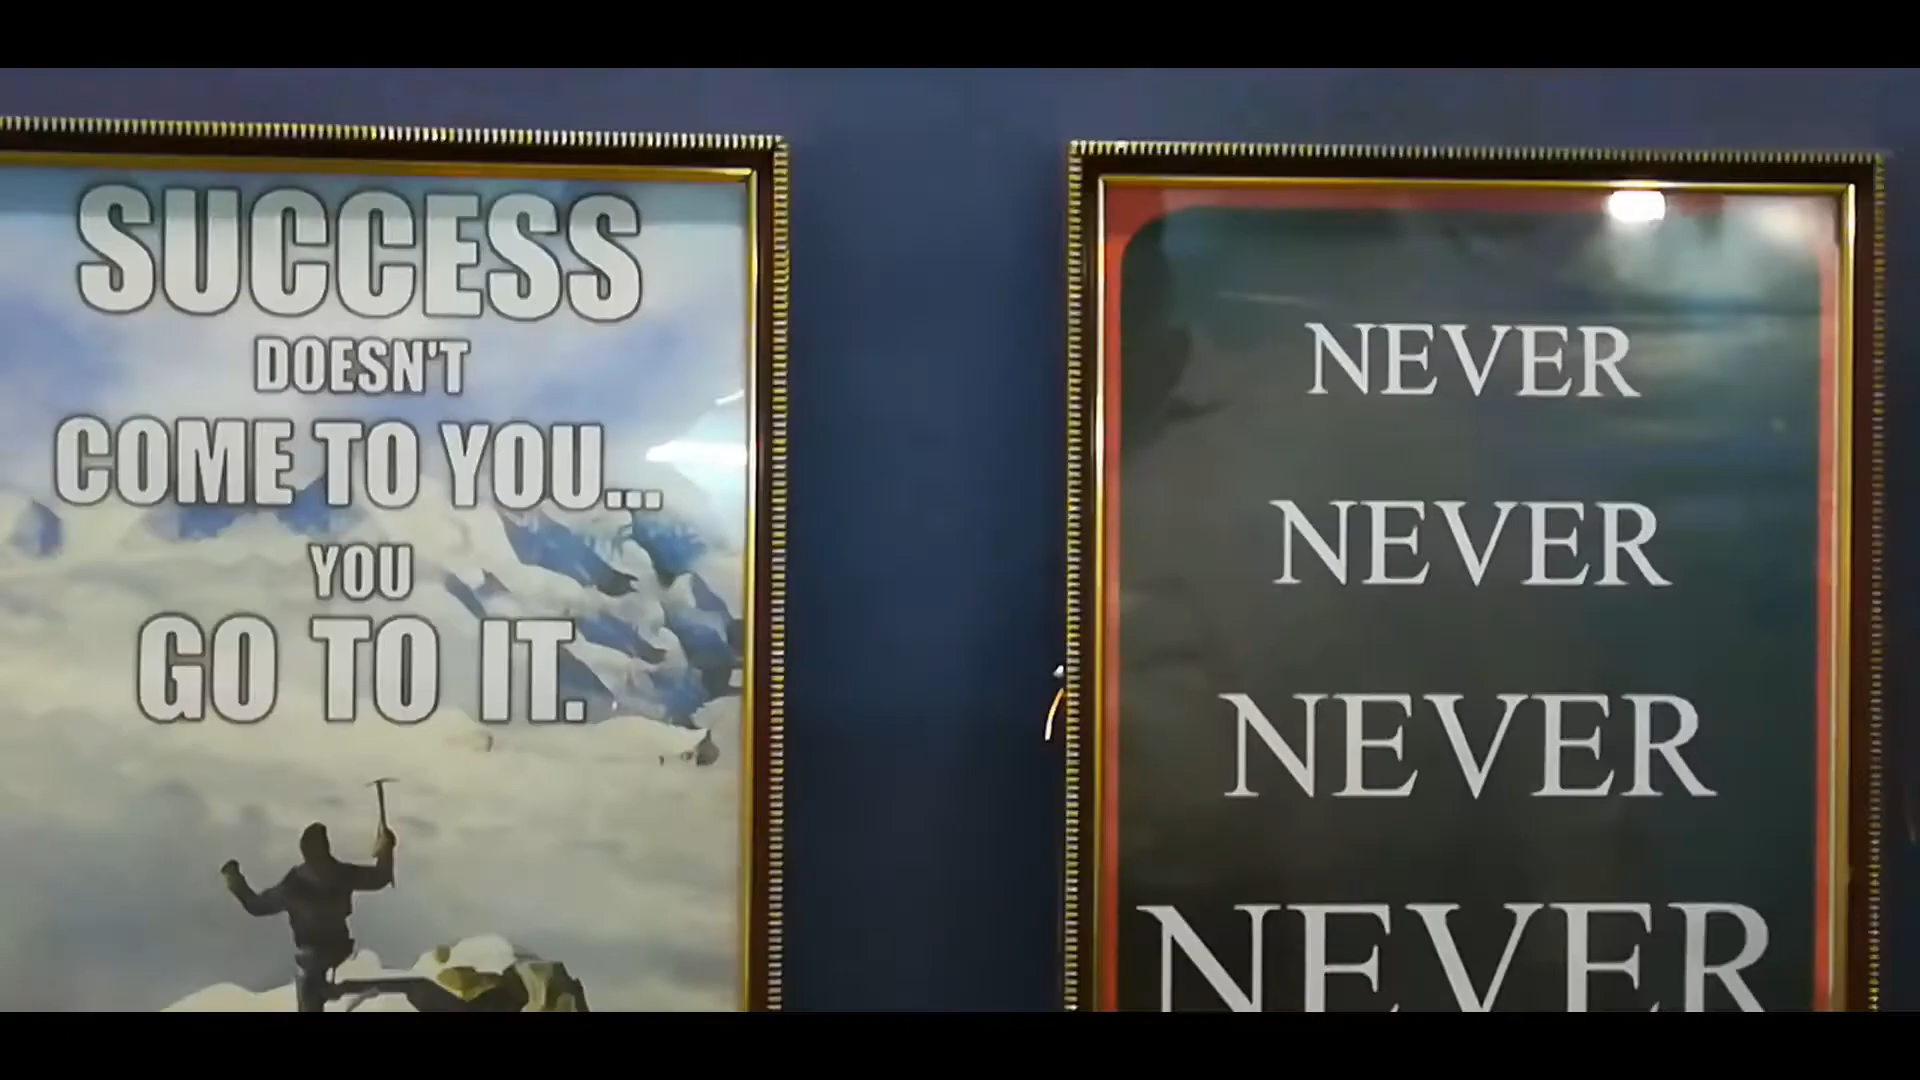 SUCCESS
DOESN'T
COME TO YOU...
YOU
GO TO IT.
NEVER
NEVER
NEVER
NEVER